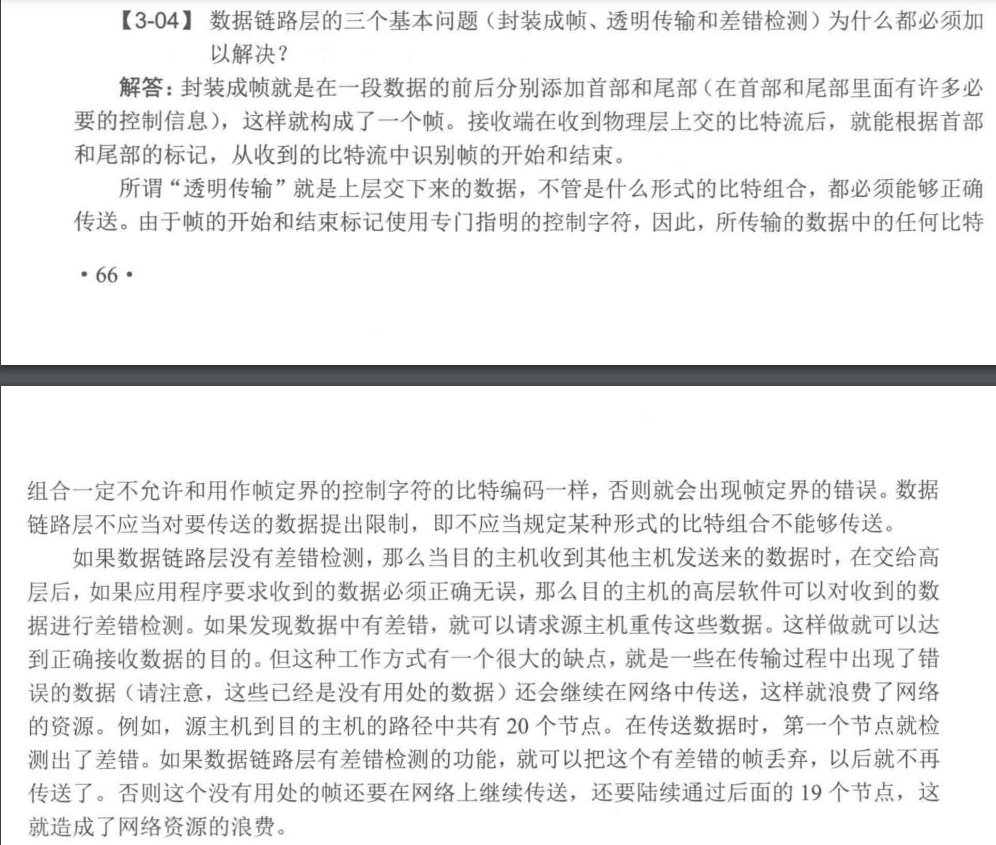 【3-04】 数据链路层的三个基本问题（封装成帧、透明传输和差错检测）为什么都必须加
以解决？
解答：封装成帧就是在一段数据的前后分别添加首部和尾部（在首部和尾部里面有许多必
要的控制信息），这样就构成了一个帧。接收端在收到物理层上交的比特流后，就能根据首部
和尾部的标记，从收到的比特流中识别帧的开始和结束。
所谓“透明传输”就是上层交下来的数据，不管是什么形式的比特组合，都必须能够正确
传送。由于帧的开始和结束标记使用专门指明的控制字符，因此，所传输的数据中的任何比特
• 66 •
组合一定不允许和用作帧定界的控制字符的比特编码一样，否则就会出现帧定界的错误。数据
链路层不应当对要传送的数据提出限制，即不应当规定某种形式的比特组合不能够传送。
如果数据链路层没有差错检测，那么当目的主机收到其他主机发送来的数据时，在交给高
层后，如果应用程序要求收到的数据必须正确无误，那么目的主机的高层软件可以对收到的数
据进行差错检测。如果发现数据中有差错，就可以请求源主机重传这些数据。这样做就可以达
到正确接收数据的目的。但这种工作方式有一个很大的缺点，就是一些在传输过程中出现了错
误的数据（请注意，这些已经是没有用处的数据）还会继续在网络中传送，这样就浪费了网络
的资源。例如，源主机到目的主机的路径中共有 20 个节点。在传送数据时，第一个节点就检
测出了差错。如果数据链路层有差错检测的功能，就可以把这个有差错的帧丢弃，以后就不再
传送了。否则这个没有用处的帧还要在网络上继续传送，还要陆续通过后面的 19 个节点，这
就造成了网络资源的浪费。